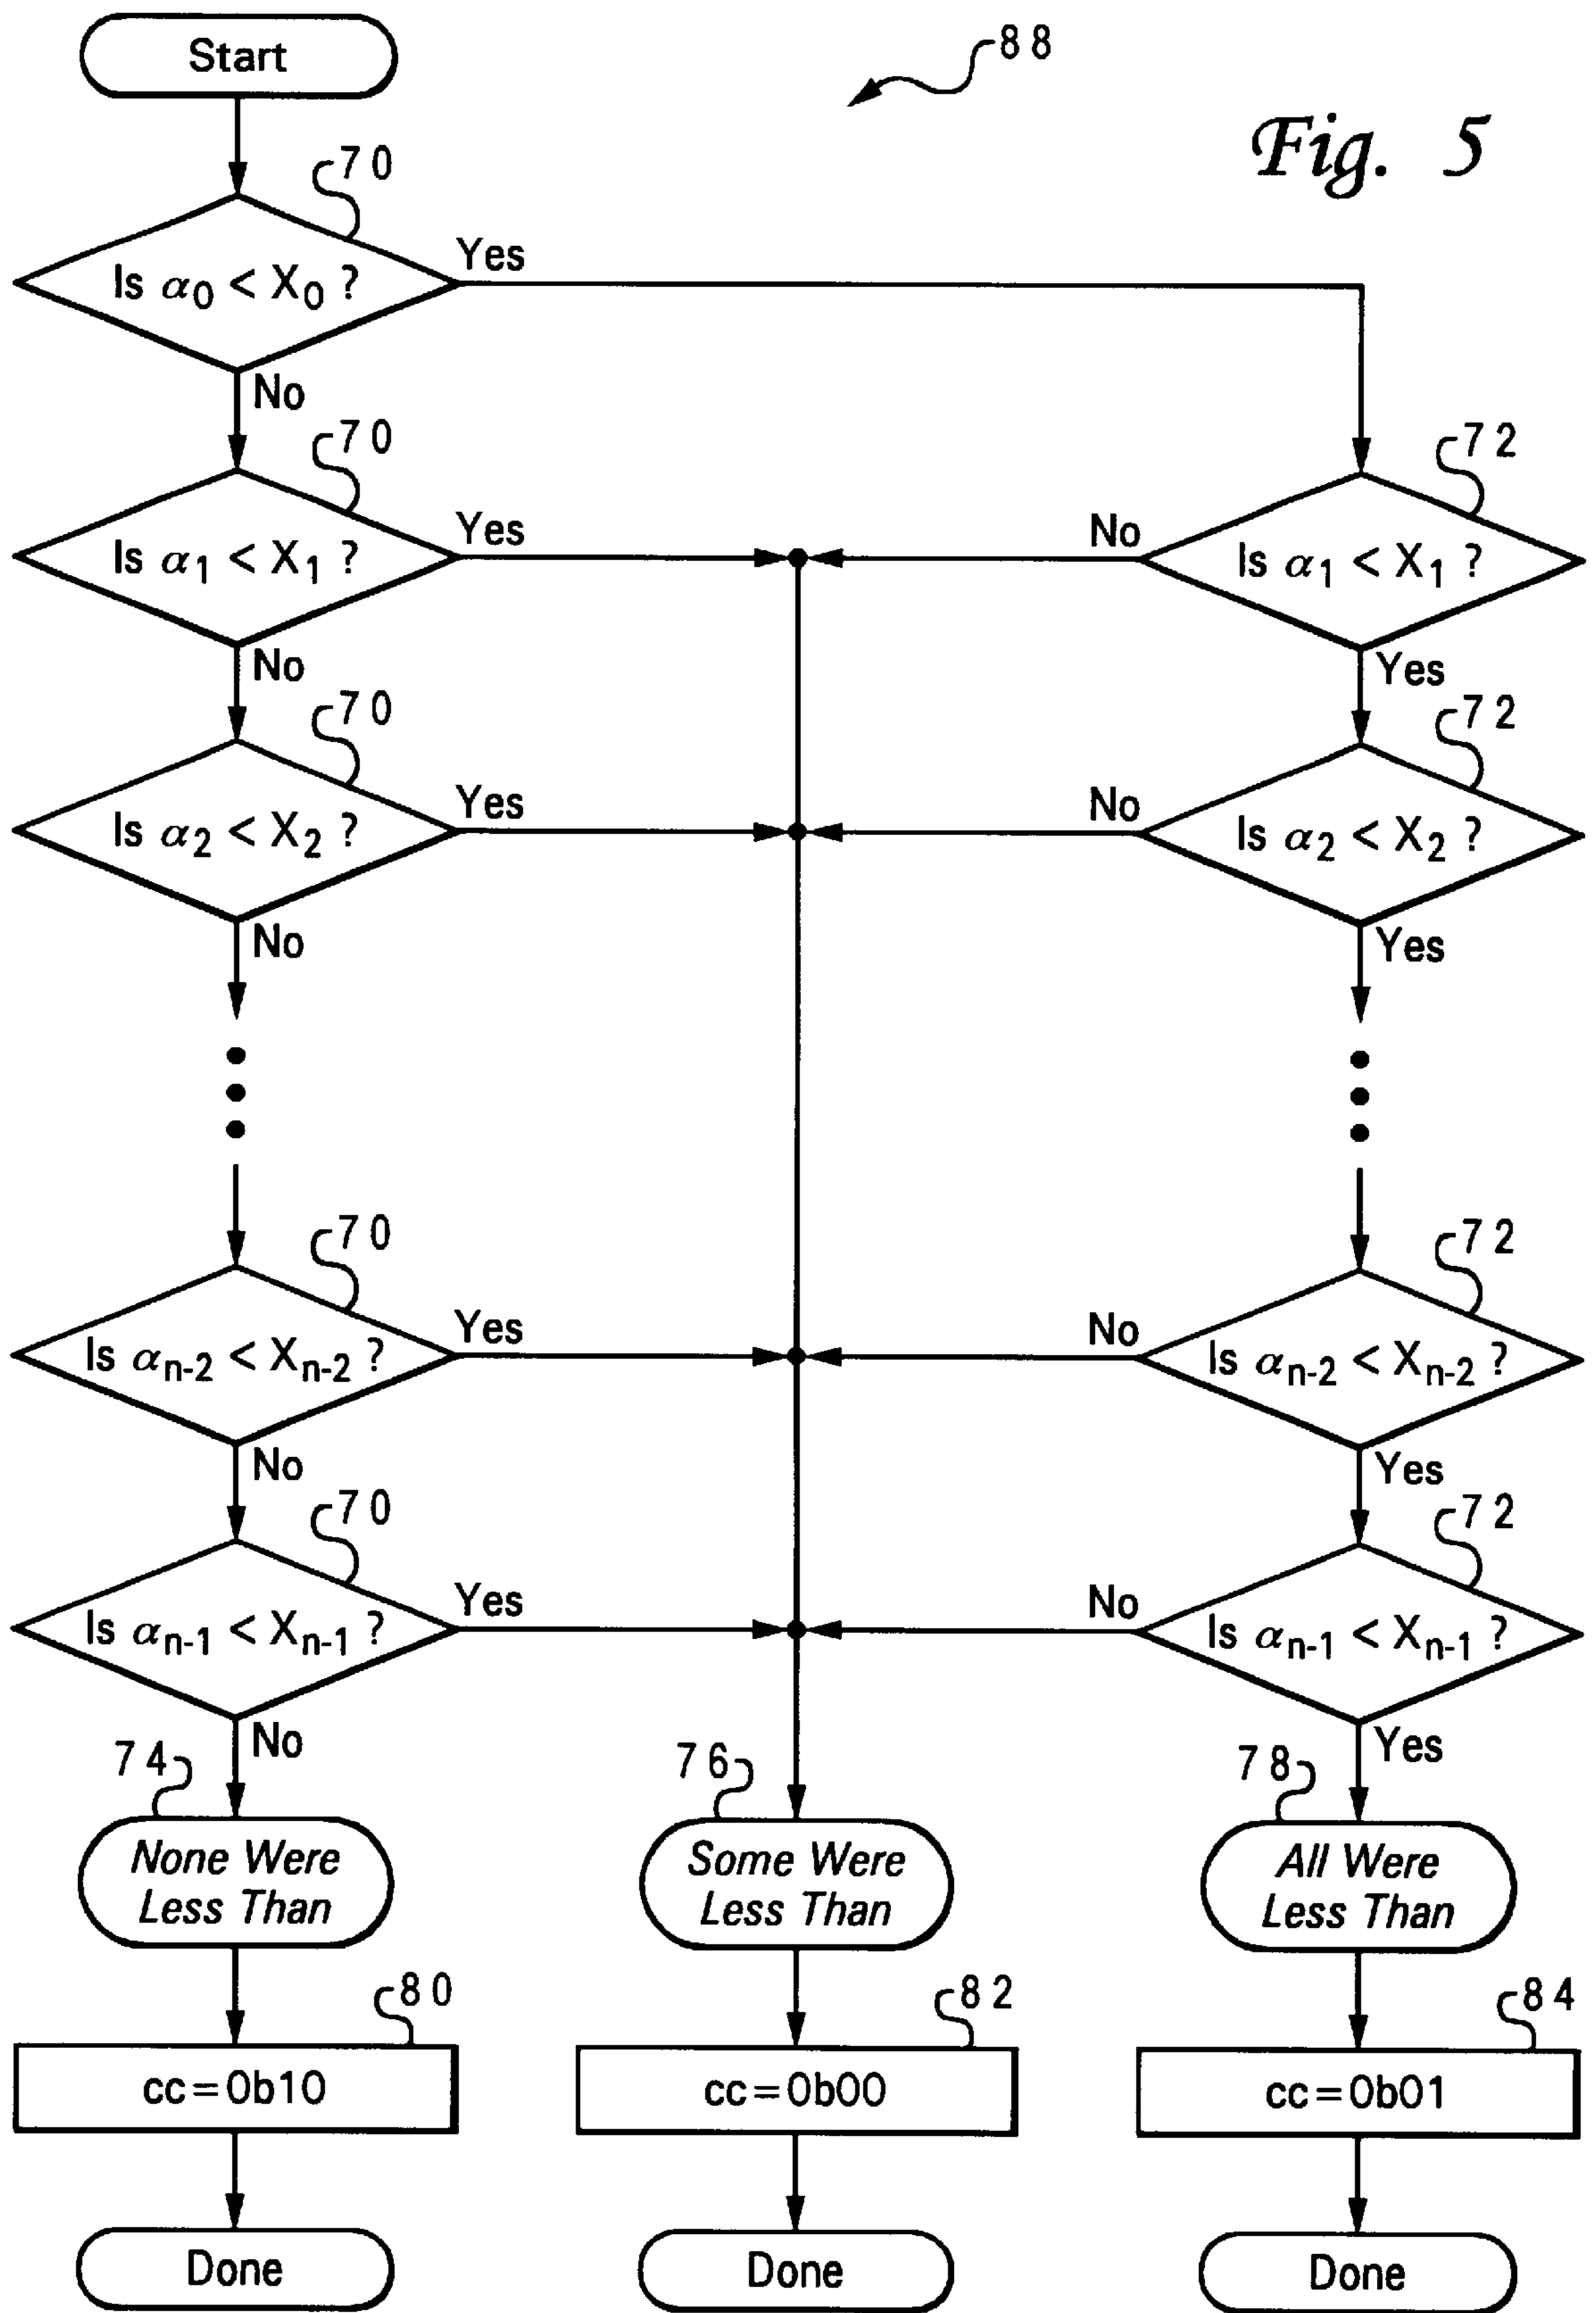 Start
88
Fig. 5
70
Is α0 < X0 ?
Yes
No
70
72
Is α1 < X1 ?
Yes
No
Is α1 < X1 ?
No
Yes
70
72
Is α2 < X2 ?
Yes
No
Is α2 < X2 ?
No
Yes
70
72
Is αn-2 < Xn-2 ?
Yes
No
Is αn-2 < Xn-2 ?
No
Yes
70
72
Is αn-1 < Xn-1 ?
Yes
No
Is αn-1 < Xn-1 ?
No
Yes
74
76
78
None Were
Less Than
Some Were
Less Than
All Were
Less Than
80
82
84
cc=0b10
cc=0b00
cc=0b01
Done
Done
Done